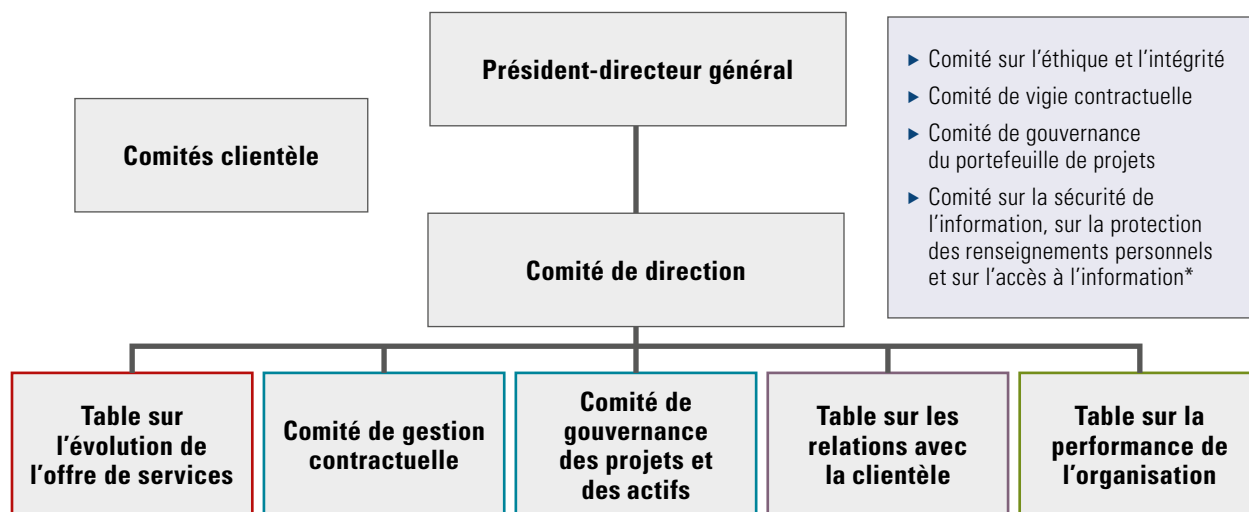 Président-directeur général
Comités clientèle
► Comité sur l'éthique et l'intégrité
► Comité de vigie contractuelle
► Comité de gouvernance
du portefeuille de projets
► Comité sur la sécurité de
l'information, sur la protection
des renseignements personnels
et sur l'accès à l'information*
Comité de direction
Table sur
l'évolution de
l'offre de services
Comité de gestion
contractuelle
Comité de
gouvernance
des projets et
des actifs
Table sur les
relations avec
la clientèle
Table sur la
performance de
l'organisation